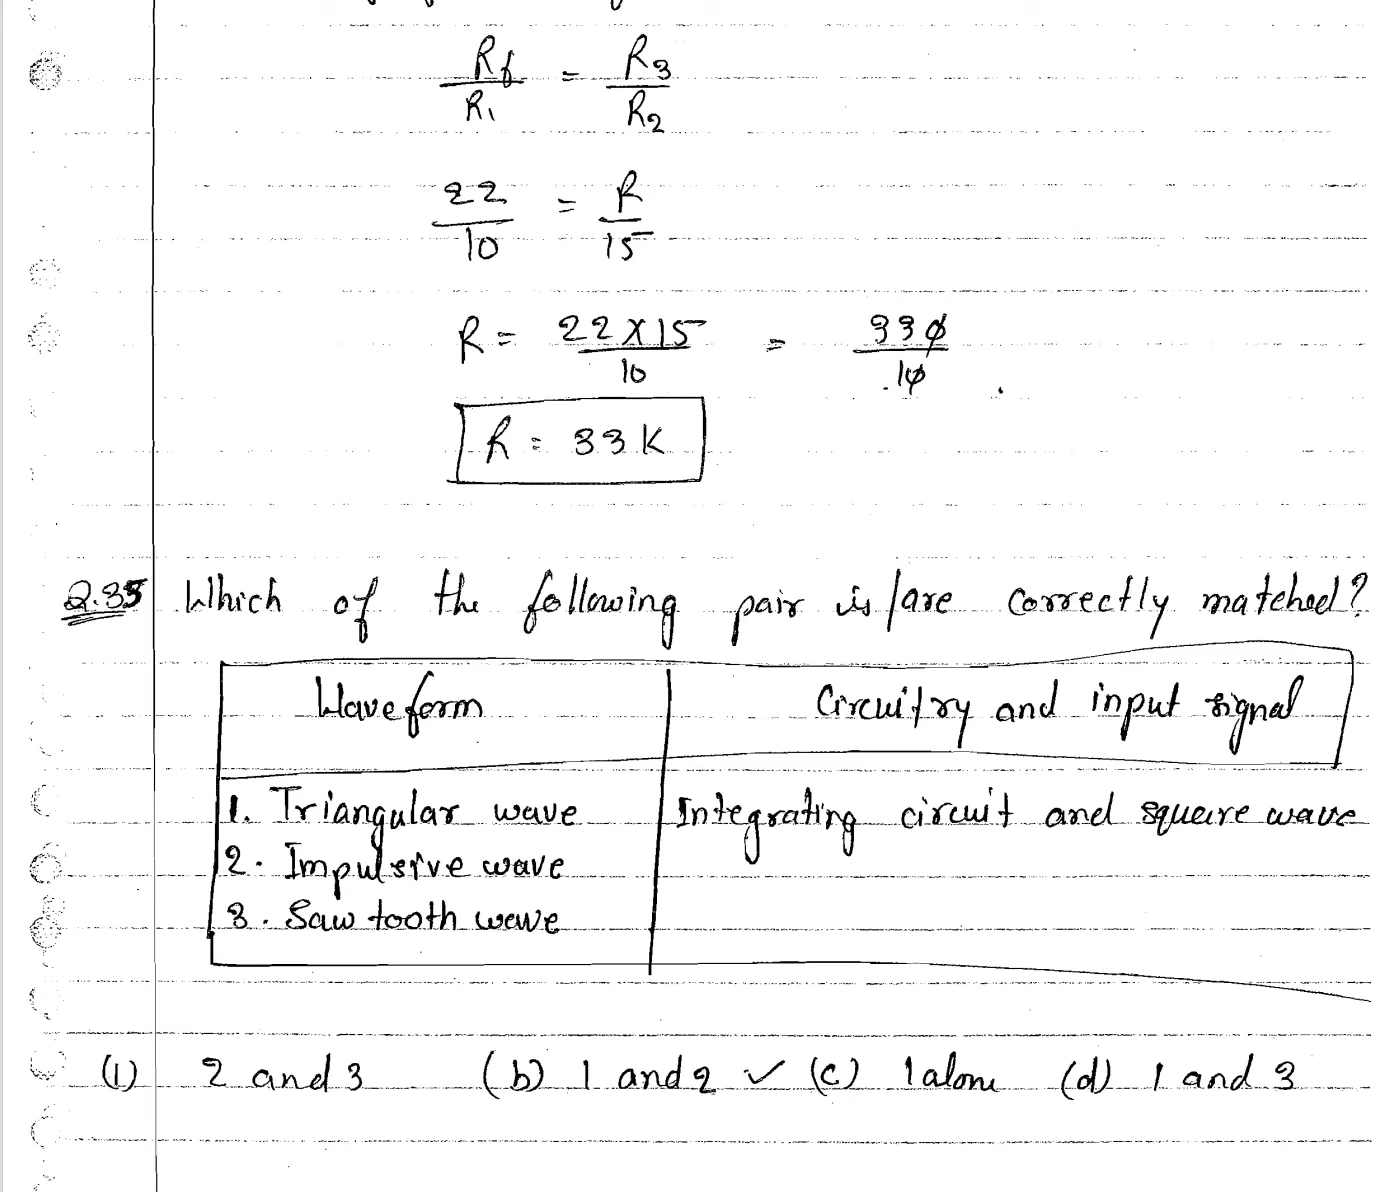 Rf/R1 = R3/R2
22/10 = R/15
R = 22 X 15/10 = 330/10
R = 33K
Q.35 Which of the following pair is/are correctly matched?
Waveform Circuitry and input signal
1. Triangular wave Integrating circuit and square wave
2. Impulsive wave
3. Saw tooth wave
(1) 2 and 3 (b) 1 and 2 ✓ (c) 1 alone (d) 1 and 3